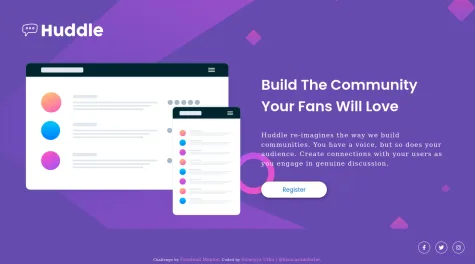 Huddle
Build The Community
Your Fans Will Love
Huddle re-imagines the way we build
communities. You have a voice, but so does your
audience. Create connections with your users as
you engage in genuine discussion.
Register
Challenge by Frontend Mentor. Coded by